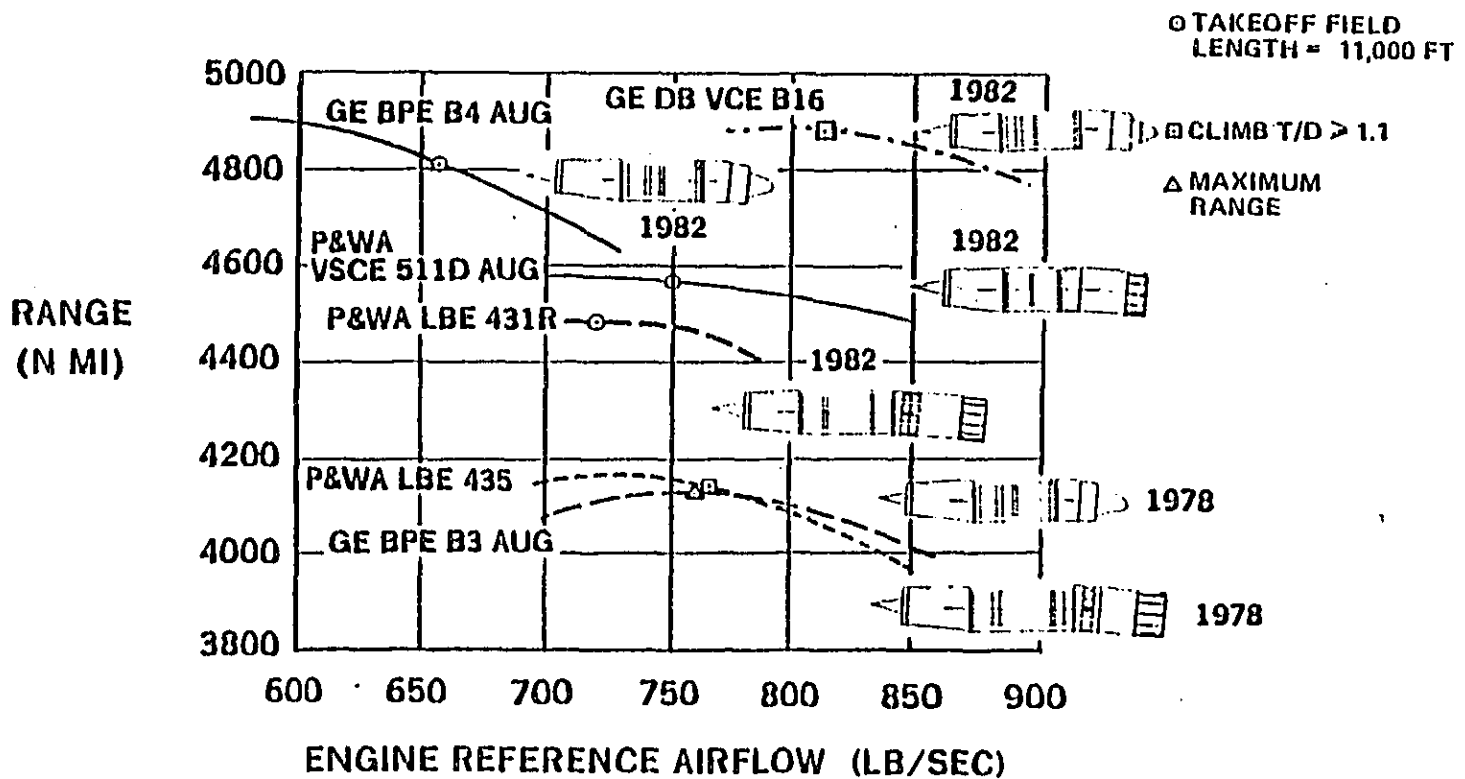 ⊙ TAKEOFF FIELD
LENGTH = 11,000 FT
5000
GE BPE B4 AUG
GE DB VCE B16
1982
⊡ CLIMB T/D > 1.1
4800
△ MAXIMUM
RANGE
1982
1982
P&WA
VSCE 511D AUG
4600
RANGE
(N MI)
P&WA LBE 431R
4400
1982
4200
P&WA LBE 435
1978
GE BPE B3 AUG
4000
1978
3800
600 650 700 750 800 850 900
ENGINE REFERENCE AIRFLOW (LB/SEC)